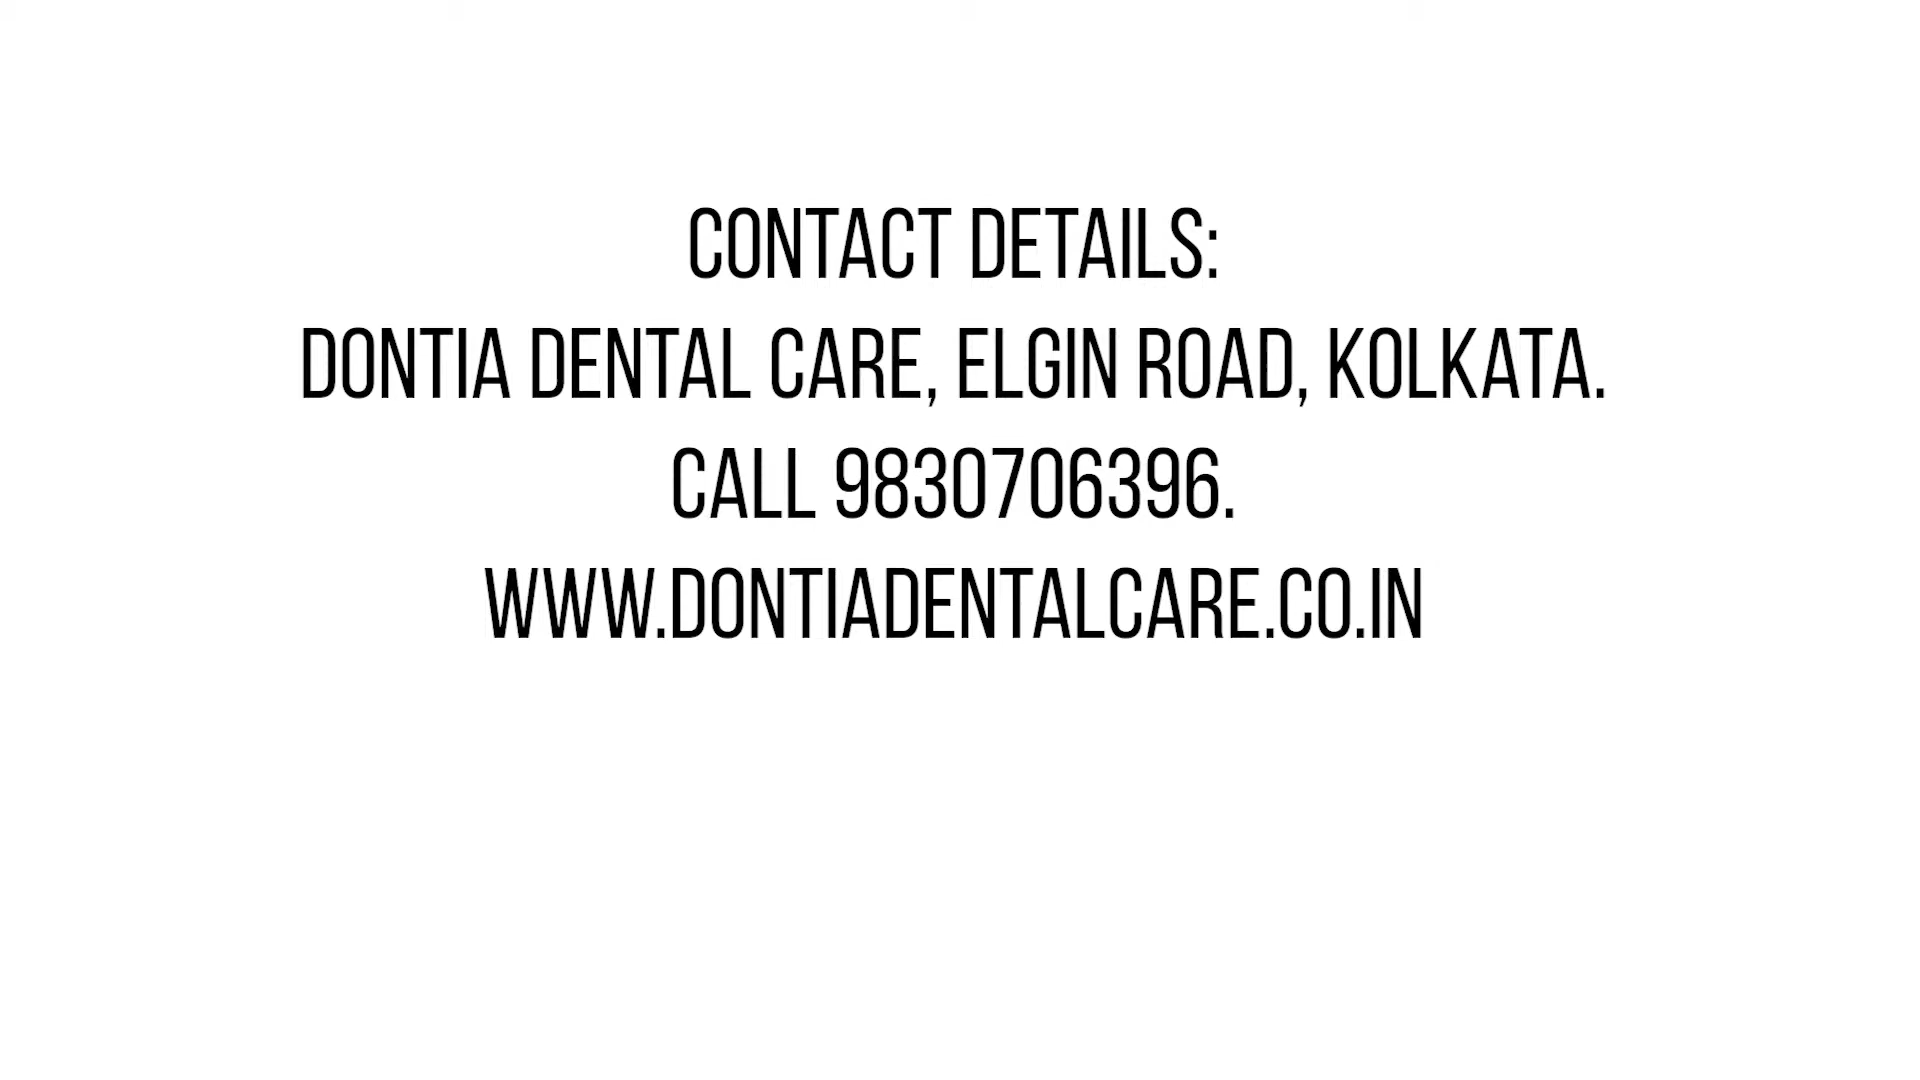 CONTACT DETAILS:
DONTIA DENTAL CARE, ELGIN ROAD, KOLKATA.
CALL 9830706396.
WWW.DONTIADENTALCARE.CO.IN